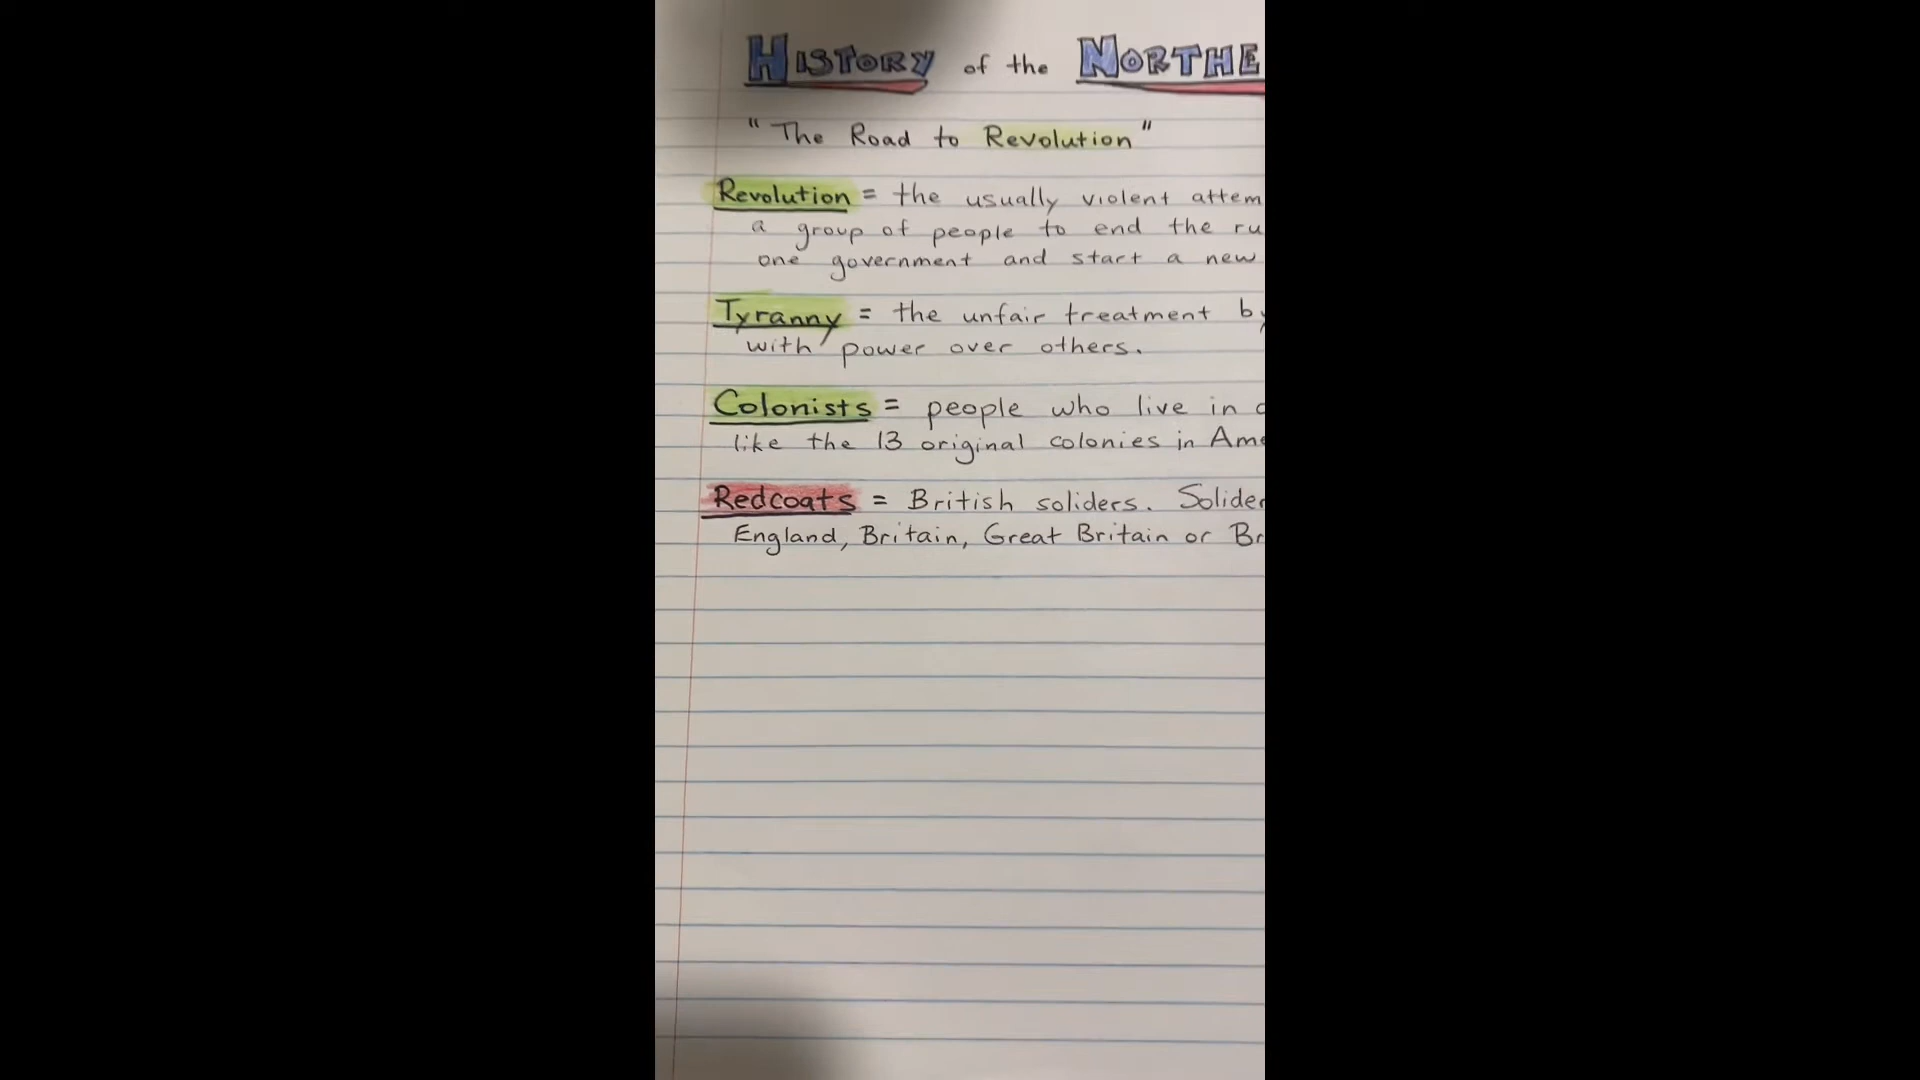 HISTORY of the NORTHE
"The Road to Revolution"
Revolution = the usually violent attem
a group of people to end the ru
one government and start a new
Tyranny = the unfair treatment by
with power over others.
Colonists = people who live in
like the 13 original colonies in Ame
Redcoats = British soliders. Solider
England, Britain, Great Britain or Br